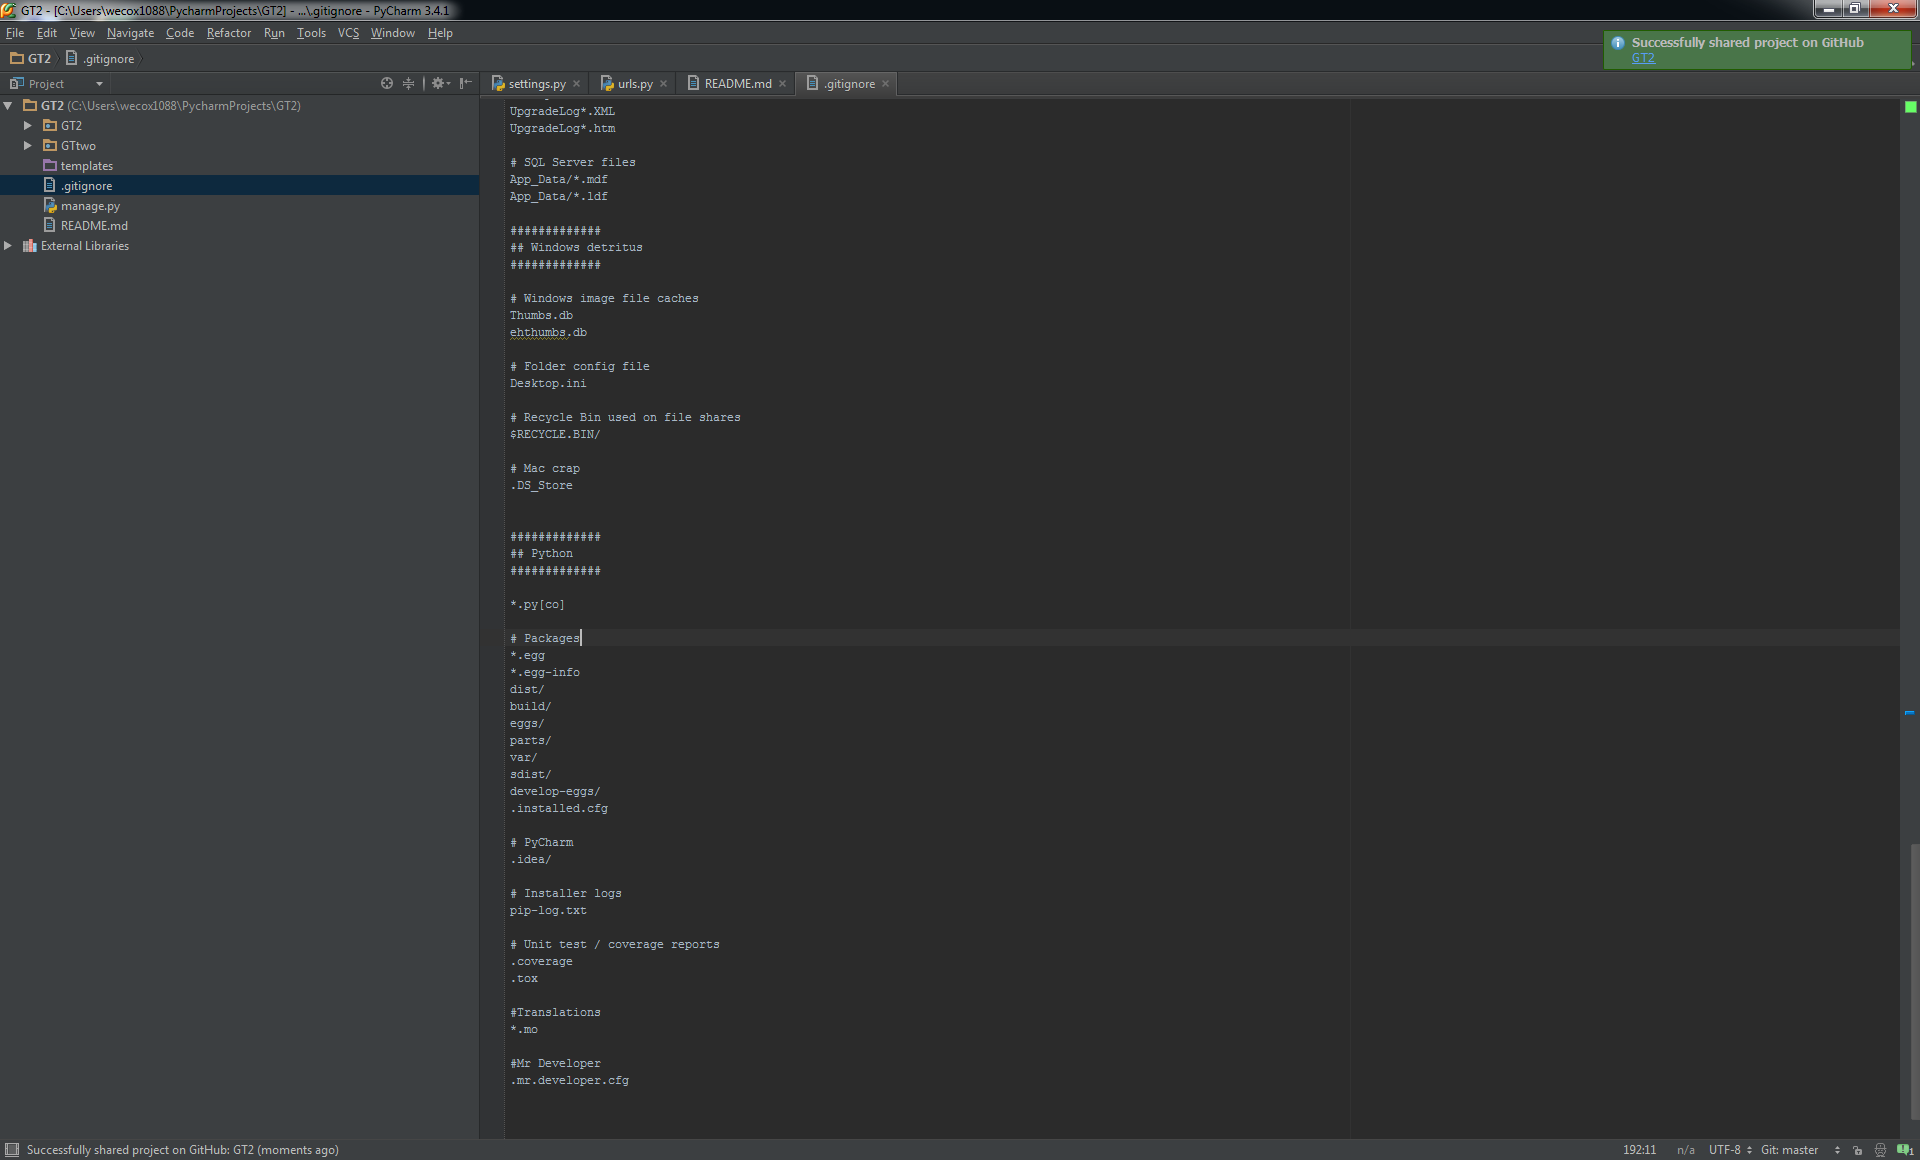 GT2 - [C:\Users\wecox1088\PycharmProjects\GT2] - ...\.gitignore - PyCharm 3.4.1
File Edit View Navigate Code Refactor Run Tools VCS Window Help
Successfully shared project on GitHub
GT2
GT2 .gitignore
Project
settings.py urls.py README.md .gitignore
GT2 (C:\Users\wecox1088\PycharmProjects\GT2)
GT2
GTtwo
templates
.gitignore
manage.py
README.md
External Libraries
UpgradeLog*.XML
UpgradeLog*.htm
# SQL Server files
App_Data/*.mdf
App_Data/*.ldf
#############
## Windows detritus
#############
# Windows image file caches
Thumbs.db
ehthumbs.db
# Folder config file
Desktop.ini
# Recycle Bin used on file shares
$RECYCLE.BIN/
# Mac crap
.DS_Store
#############
## Python
#############
*.py[co]
# Packages
*.egg
*.egg-info
dist/
build/
eggs/
parts/
var/
sdist/
develop-eggs/
.installed.cfg
# PyCharm
.idea/
# Installer logs
pip-log.txt
# Unit test / coverage reports
.coverage
.tox
#Translations
*.mo
#Mr Developer
.mr.developer.cfg
Successfully shared project on GitHub: GT2 (moments ago)
192:11 n/a UTF-8 Git: master 1